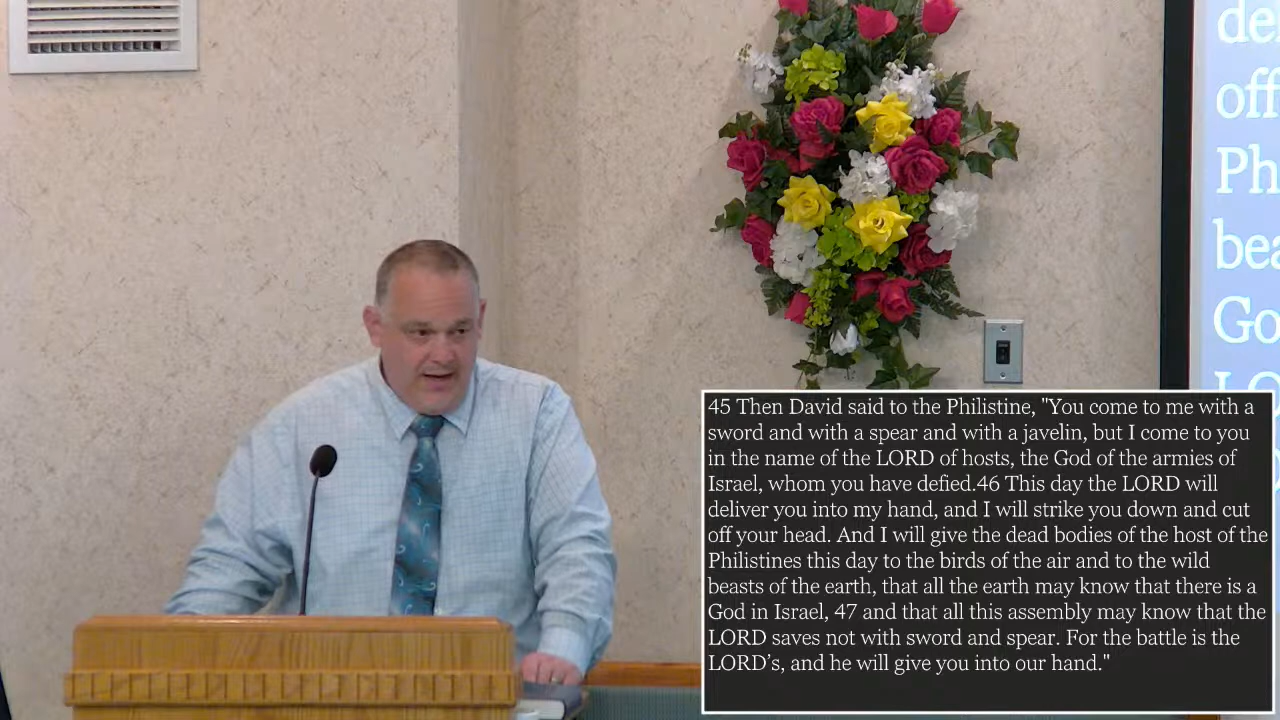 45 Then David said to the Philistine, "You come to me with a
sword and with a spear and with a javelin, but I come to you
in the name of the LORD of hosts, the God of the armies of
Israel, whom you have defied.46 This day the LORD will
deliver you into my hand, and I will strike you down and cut
off your head. And I will give the dead bodies of the host of the
Philistines this day to the birds of the air and to the wild
beasts of the earth, that all the earth may know that there is a
God in Israel, 47 and that all this assembly may know that the
LORD saves not with sword and spear. For the battle is the
LORD’s, and he will give you into our hand."